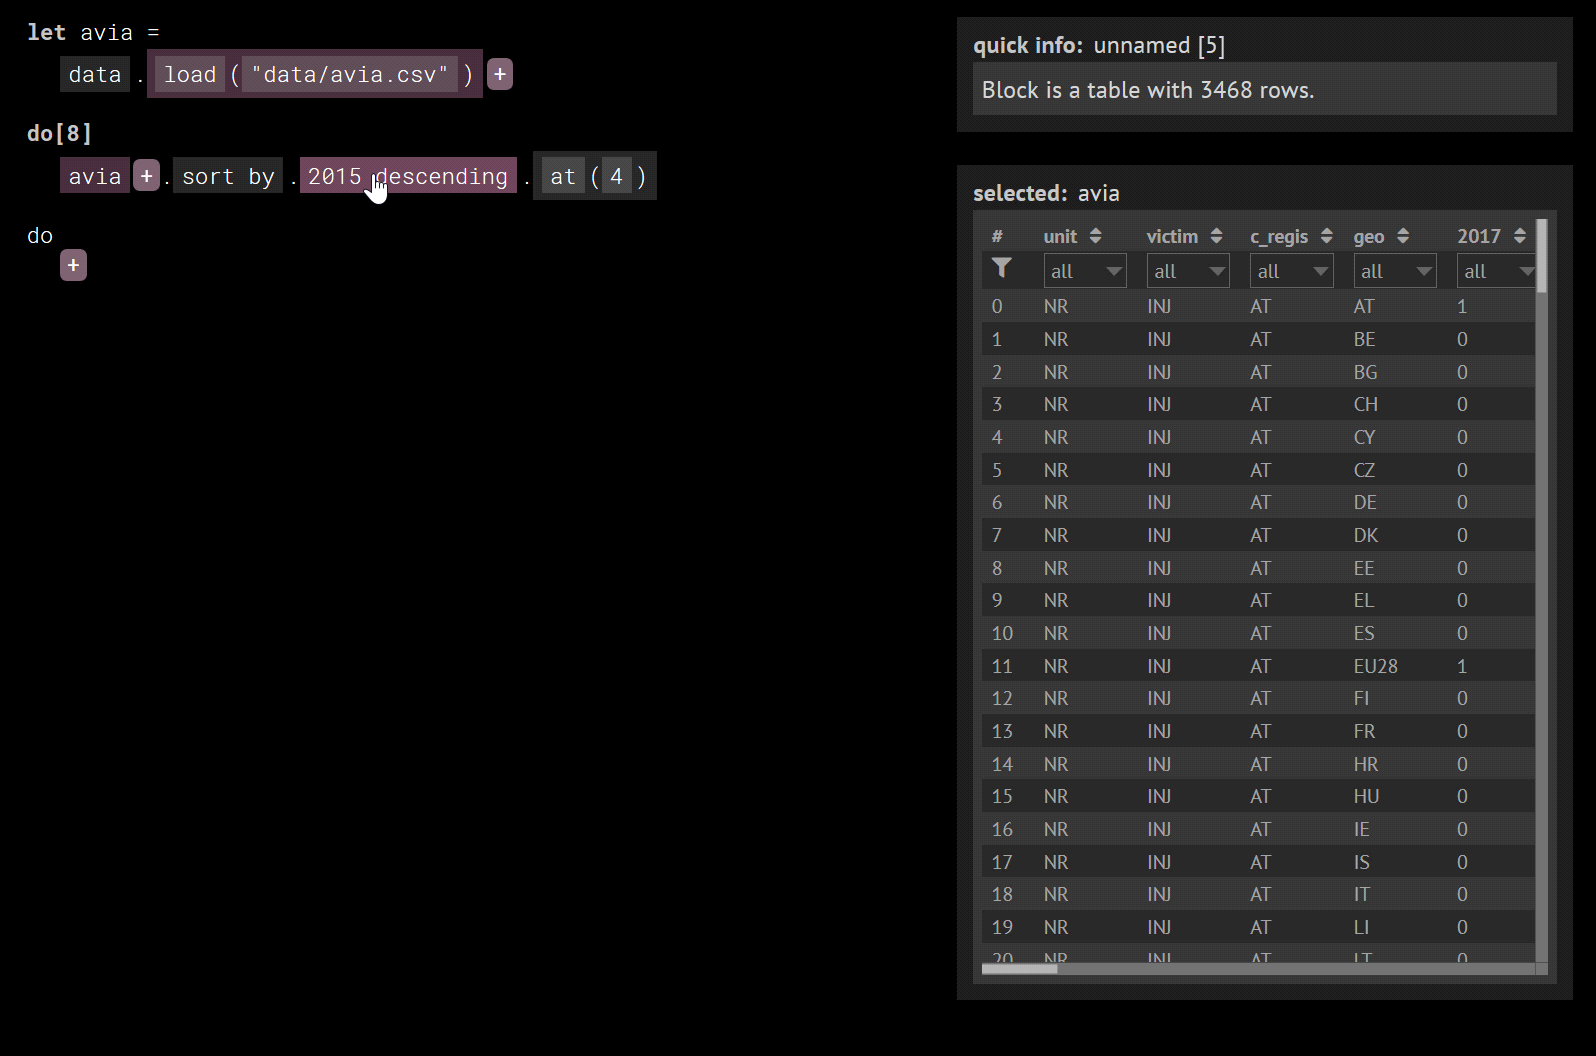 let avia =
data . load ( "data/avia.csv" ) +
do[8]
avia + . sort by . 2015 descending . at ( 4 )
do
+
quick info: unnamed [5]
Block is a table with 3468 rows.
selected: avia
# unit victim c_regis geo 2017
all all all all all
0 NR INJ AT AT 1
1 NR INJ AT BE 0
2 NR INJ AT BG 0
3 NR INJ AT CH 0
4 NR INJ AT CY 0
5 NR INJ AT CZ 0
6 NR INJ AT DE 0
7 NR INJ AT DK 0
8 NR INJ AT EE 0
9 NR INJ AT EL 0
10 NR INJ AT ES 0
11 NR INJ AT EU28 1
12 NR INJ AT FI 0
13 NR INJ AT FR 0
14 NR INJ AT HR 0
15 NR INJ AT HU 0
16 NR INJ AT IE 0
17 NR INJ AT IS 0
18 NR INJ AT IT 0
19 NR INJ AT LI 0
20 NR INJ AT LT 0